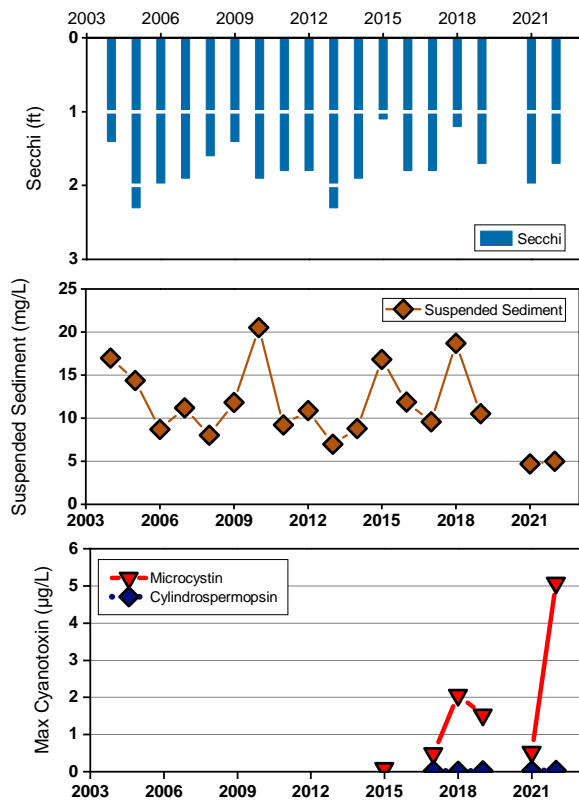 2003 2006 2009 2012 2015 2018 2021
0
1
2
3
Secchi (ft)
Secchi
25
20
15
10
5
0
Suspended Sediment (mg/L)
Suspended Sediment
2003 2006 2009 2012 2015 2018 2021
6
5
4
3
2
1
0
Max Cyanotoxin (µg/L)
Microcystin
Cylindrospermopsin
2003 2006 2009 2012 2015 2018 2021